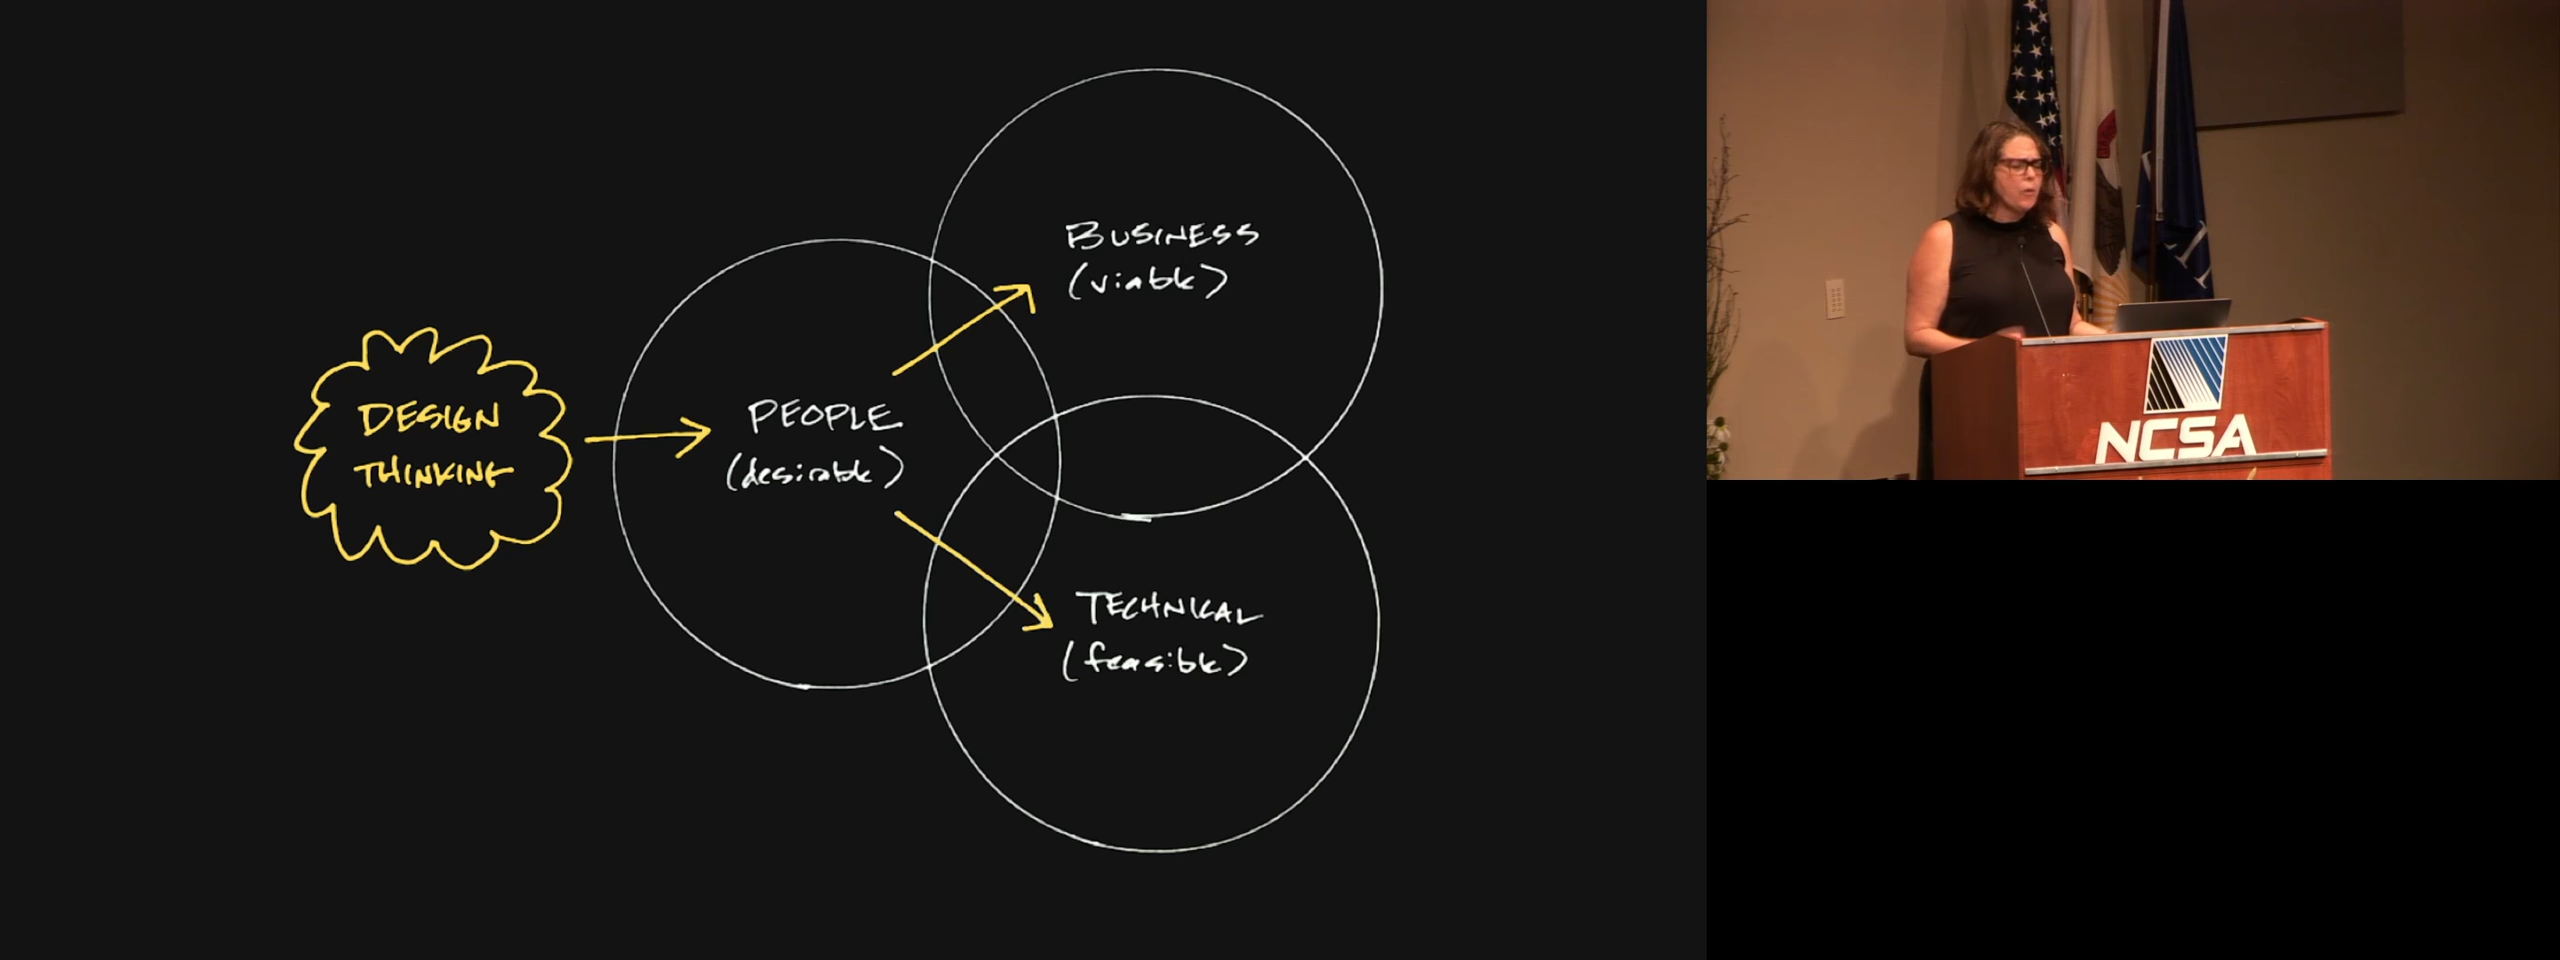 BUSINESS
(viable)
DESIGN
THINKING
PEOPLE
(desirable)
TECHNICAL
(feasible)
NCSA